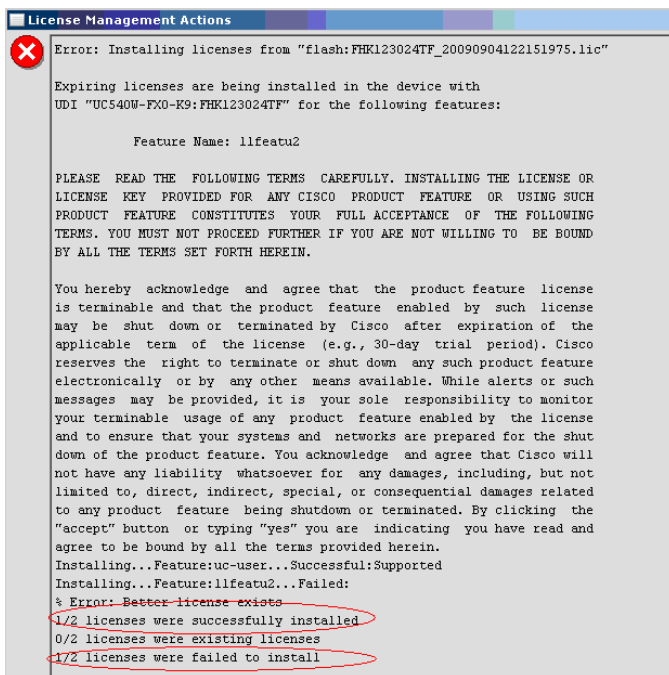 License Management Actions
Error: Installing licenses from "flash:FHK123024TF_20090904122151975.lic"
Expiring licenses are being installed in the device with
UDI "UC540W-FXO-K9:FHK123024TF" for the following features:
Feature Name: llfeatu2
PLEASE READ THE FOLLOWING TERMS CAREFULLY. INSTALLING THE LICENSE OR
LICENSE KEY PROVIDED FOR ANY CISCO PRODUCT FEATURE OR USING SUCH
PRODUCT FEATURE CONSTITUTES YOUR FULL ACCEPTANCE OF THE FOLLOWING
TERMS. YOU MUST NOT PROCEED FURTHER IF YOU ARE NOT WILLING TO BE BOUND
BY ALL THE TERMS SET FORTH HEREIN.
You hereby acknowledge and agree that the product feature license
is terminable and that the product feature enabled by such license
may be shut down or terminated by Cisco after expiration of the
applicable term of the license (e.g., 30-day trial period). Cisco
reserves the right to terminate or shut down any such product feature
electronically or by any other means available. While alerts or such
messages may be provided, it is your sole responsibility to monitor
your terminable usage of any product feature enabled by the license
and to ensure that your systems and networks are prepared for the shut
down of the product feature. You acknowledge and agree that Cisco will
not have any liability whatsoever for any damages, including, but not
limited to, direct, indirect, special, or consequential damages related
to any product feature being shutdown or terminated. By clicking the
"accept" button or typing "yes" you are indicating you have read and
agree to be bound by all the terms provided herein.
Installing...Feature:uc-user...Successful:Supported
Installing...Feature:llfeatu2...Failed:
% Error: Better license exists
1/2 licenses were successfully installed
0/2 licenses were existing licenses
1/2 licenses were failed to install